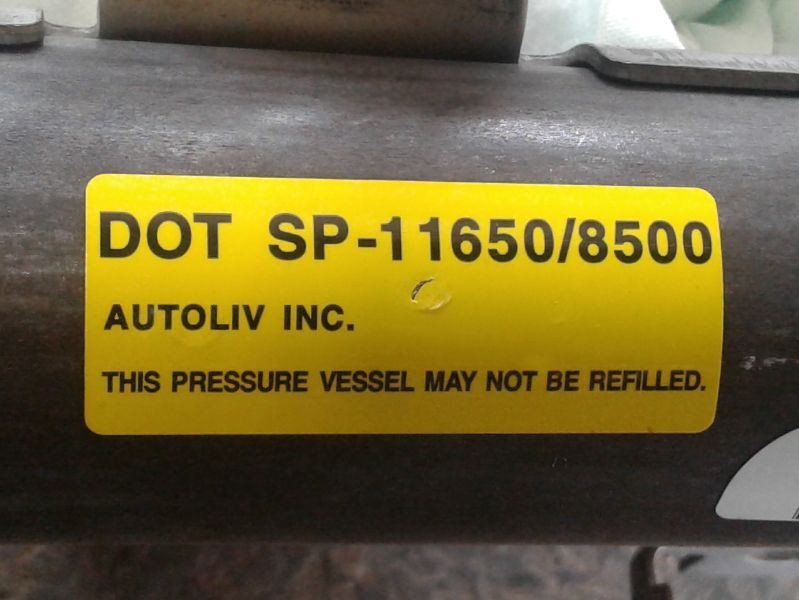 DOT SP-11650/8500
AUTOLIV INC.
THIS PRESSURE VESSEL MAY NOT BE REFILLED.